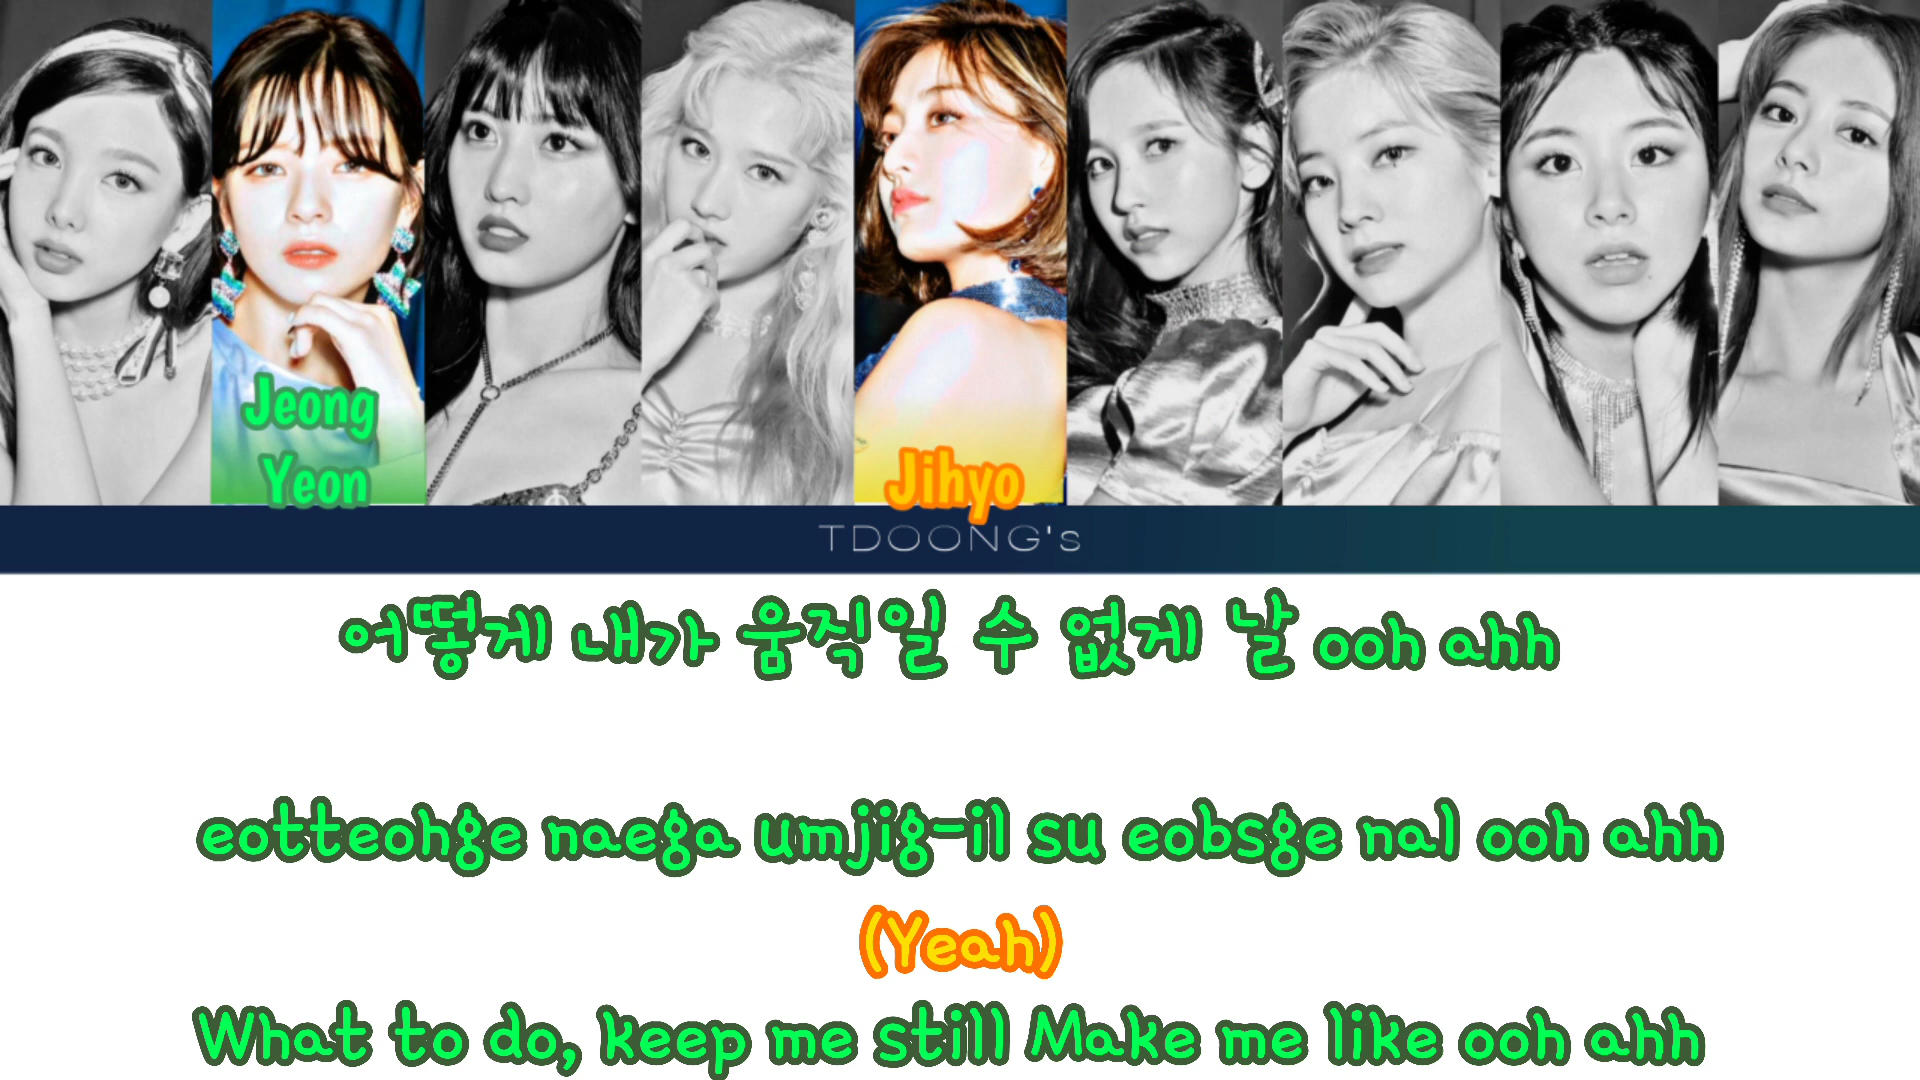 Jeong
Yeon
Jihyo
TDOONG's
어떻게 내가 움직일 수 없게 날 ooh ahh
eotteohge naega umjig-il su eobsge nal ooh ahh
(Yeah)
What to do, keep me still Make me like ooh ahh